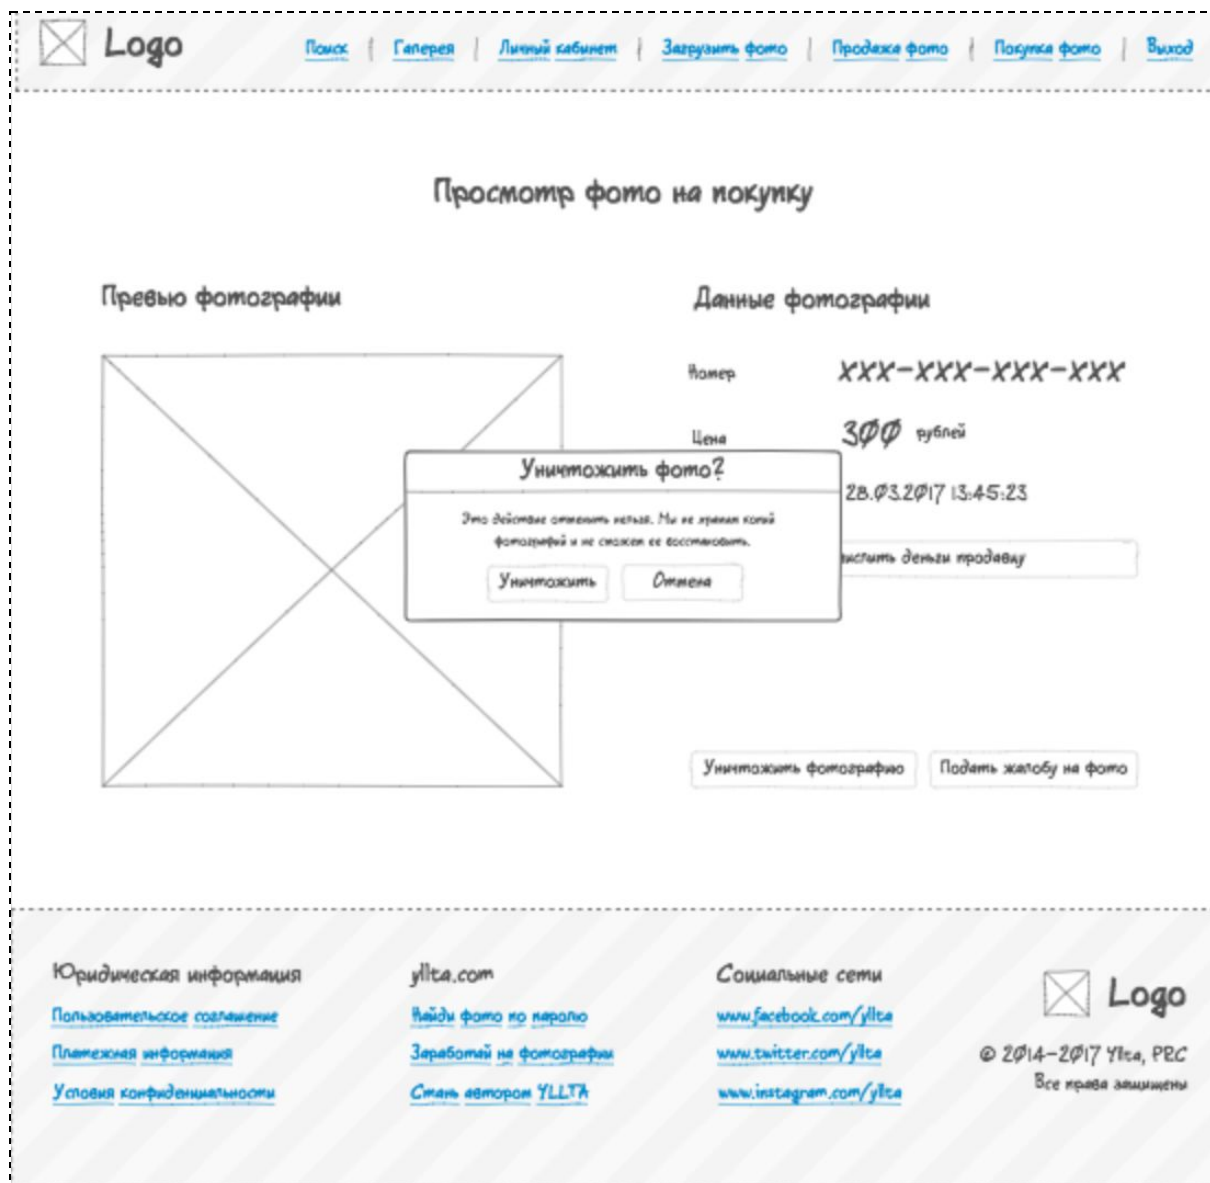 Logo
Поиск | Галерея | Личный кабинет | Загрузить фото | Продажа фото | Покупка фото | Выход
Просмотр фото на покупку
Превью фотографии
Данные фотографии
Номер
XXX-XXX-XXX-XXX
Цена
300 рублей
28.03.2017 13:45:23
ислить деньги продавцу
Уничтожить фото?
Это действие отменить нельзя. Мы не храним копий
фотографий и не сможем ее восстановить.
Уничтожить
Отмена
Уничтожить фотографию
Подать жалобу на фото
Юридическая информация
Пользовательское соглашение
Платежная информация
Условия конфиденциальности
yllta.com
Найди фото по паролю
Заработай на фотографии
Стань автором YLLTA
Социальные сети
www.facebook.com/yllta
www.twitter.com/yllta
www.instagram.com/yllta
Logo
© 2014-2017 Yllta, PRC
Все права защищены